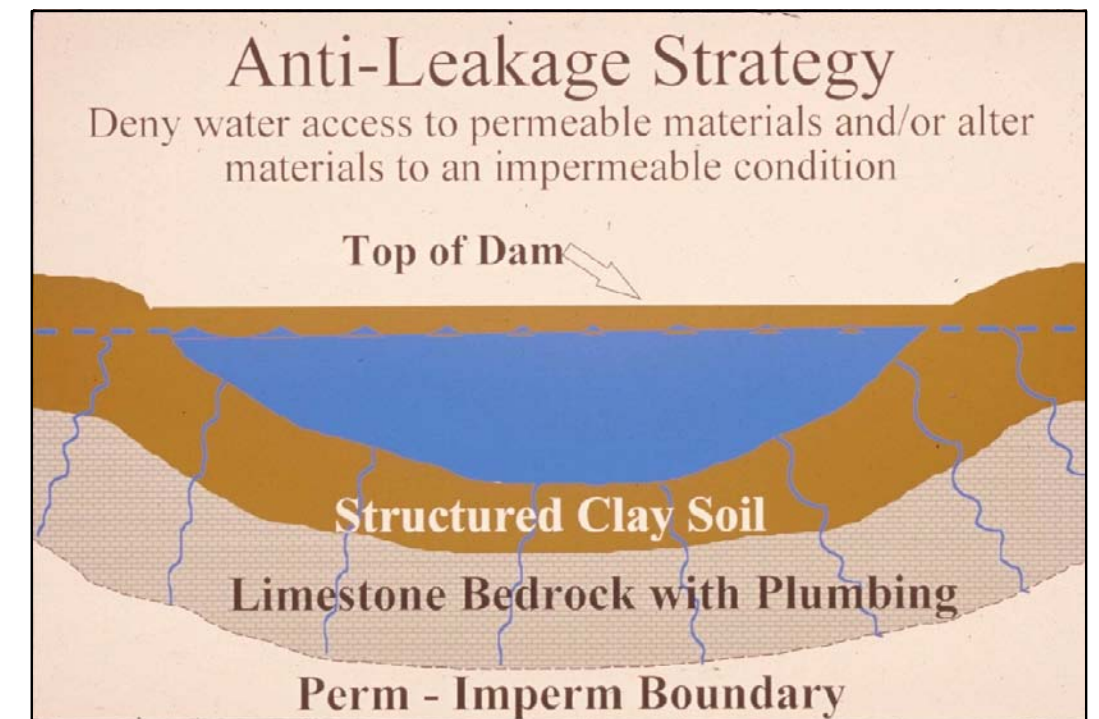 Anti-Leakage Strategy
Deny water access to permeable materials and/or alter
materials to an impermeable condition
Top of Dam
Structured Clay Soil
Limestone Bedrock with Plumbing
Perm - Imperm Boundary